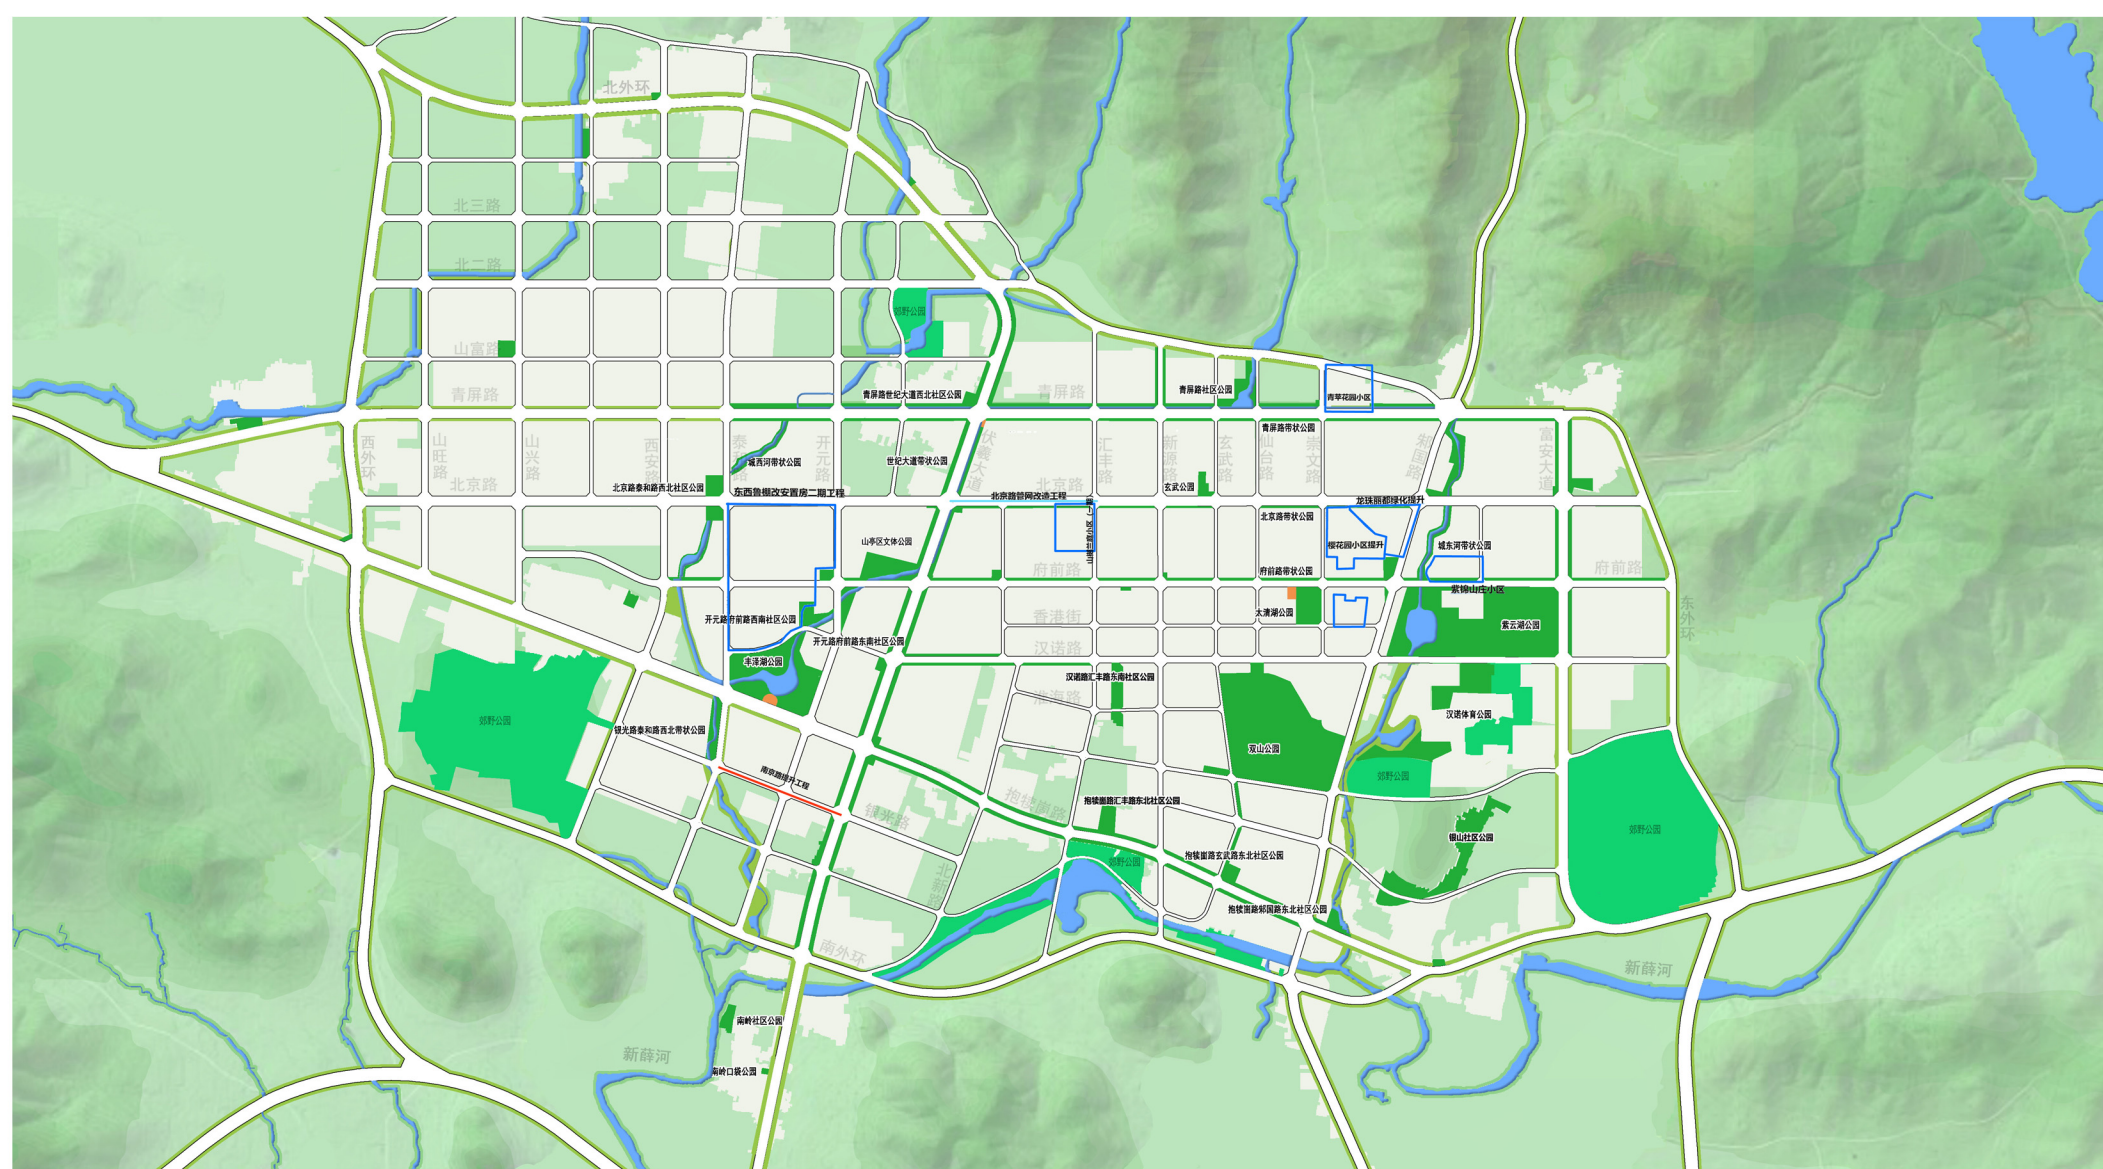 北外环
北三路
北二路
郊野公园
山富路
青屏路
青屏路世纪大道西北社区公园
青屏路
青屏路社区公园
青苹花园小区
青屏路带状公园
西外环
山旺路
山兴路
西安路
泰和路
开元路
伏羲大道
汇丰路
新源路
玄武路
仙台路
崇文路
邾国路
富安大道
城西河带状公园
世纪大道带状公园
北京路
北京路泰和路西北社区公园
东西鲁棚改安置房二期工程
北京路
北京路管网改造工程
玄武公园
龙珠丽都绿化提升
北京路带状公园
山亭区文体公园
樱花园小区提升
城东河带状公园
府前路
府前路带状公园
府前路
紫锦山庄小区
开元路府前路西南社区公园
香港街
太清湖公园
紫云湖公园
东外环
开元路府前路东南社区公园
汉诺路
丰泽湖公园
汉诺路汇丰路东南社区公园
淮海路
郊野公园
银光路泰和路西北带状公园
汉诺体育公园
双山公园
南京路提升工程
郊野公园
抱犊崮路
抱犊崮路汇丰路东北社区公园
银光路
郊野公园
银山社区公园
抱犊崮路玄武路东北社区公园
郊野公园
北新路
抱犊崮路邾国路东北社区公园
南外环
新薛河
南岭社区公园
新薛河
南岭口袋公园